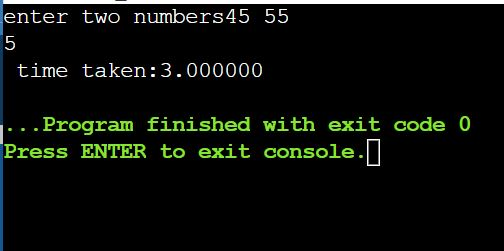 enter two numbers45 55
5
time taken:3.000000
...Program finished with exit code 0
Press ENTER to exit console.